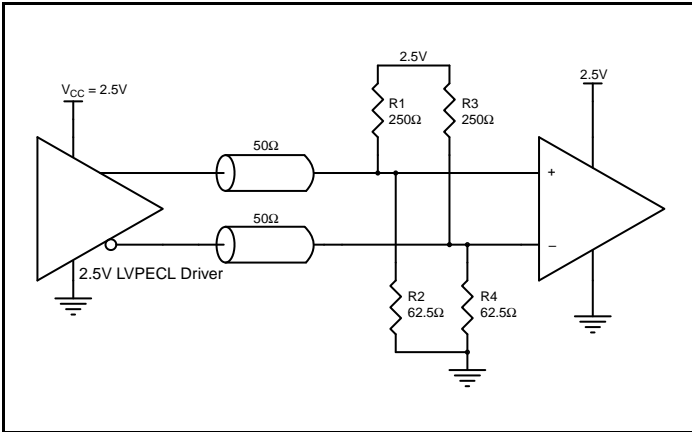 2.5V
V_CC = 2.5V
2.5V
R1
250Ω
R3
250Ω
50Ω
+
50Ω
–
2.5V LVPECL Driver
R2
62.5Ω
R4
62.5Ω